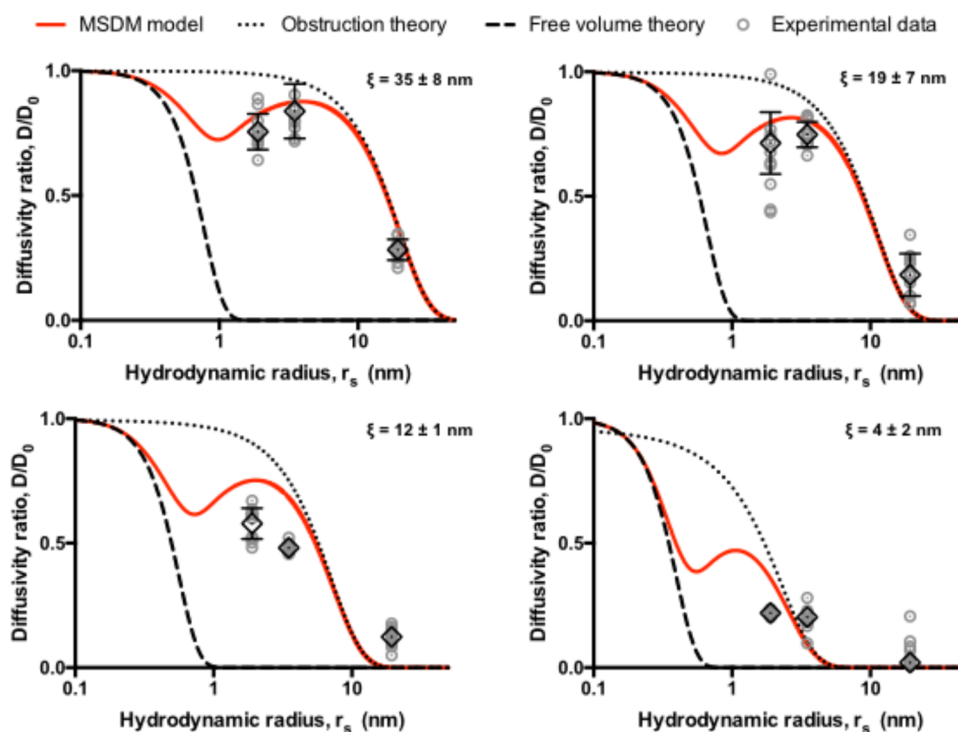 MSDM model Obstruction theory Free volume theory Experimental data
ξ = 35 ± 8 nm
Diffusivity ratio, D/D0
1.0
0.5
0.0
0.1 1 10
Hydrodynamic radius, rs (nm)
ξ = 19 ± 7 nm
Diffusivity ratio, D/D0
1.0
0.5
0.0
0.1 1 10
Hydrodynamic radius, rs (nm)
ξ = 12 ± 1 nm
Diffusivity ratio, D/D0
1.0
0.5
0.0
0.1 1 10
Hydrodynamic radius, rs (nm)
ξ = 4 ± 2 nm
Diffusivity ratio, D/D0
1.0
0.5
0.0
0.1 1 10
Hydrodynamic radius, rs (nm)